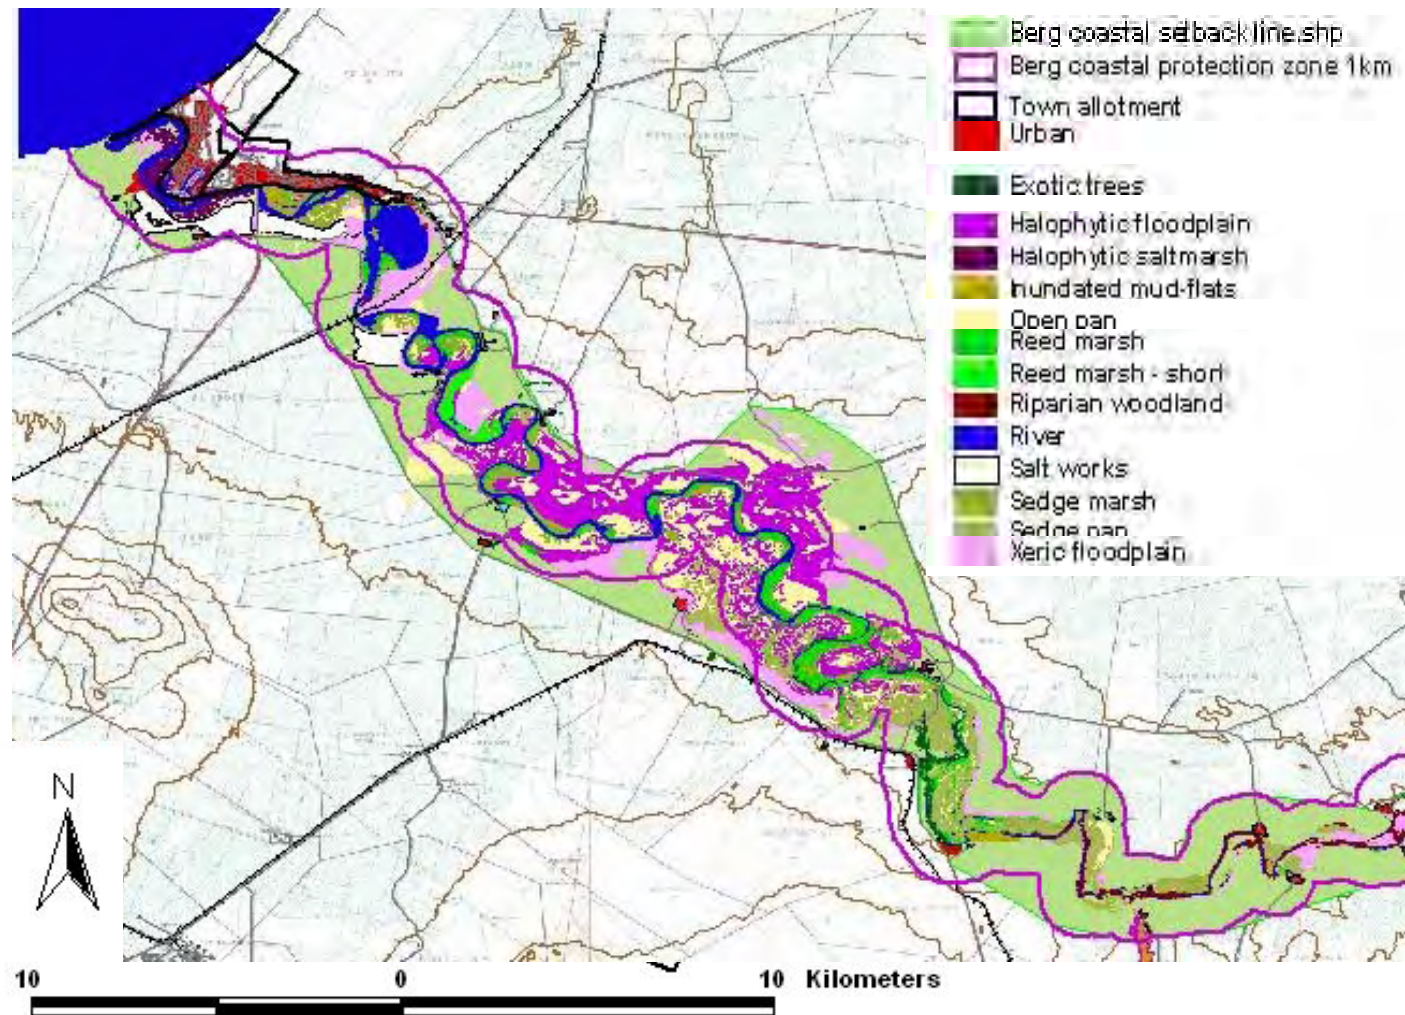 Berg coastal setback line.shp
Berg coastal protection zone 1km
Town allotment
Urban
Exotic trees
Halophytic floodplain
Halophytic saltmarsh
Inundated mud-flats
Open pan
Reed marsh
Reed marsh - short
Riparian woodland
River
Salt works
Sedge marsh
Sedge pan
Xeric floodplain
N
10 0 10 Kilometers